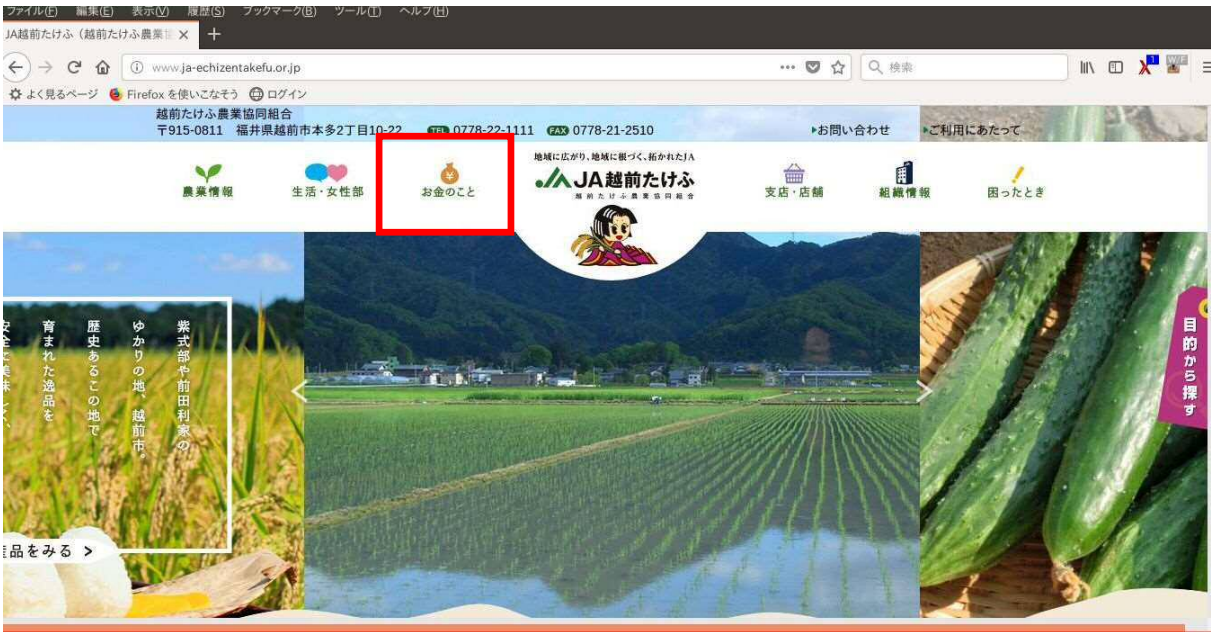 ファイル(F) 編集(E) 表示(V) 履歴(S) ブックマーク(B) ツール(T) ヘルプ(H)
JA越前たけふ（越前たけふ農業
www.ja-echizentakefu.or.jp
検索
よく見るページ Firefox を使いこなそう ログイン
越前たけふ農業協同組合
〒915-0811 福井県越前市本多2丁目10-22 TEL 0778-22-1111 FAX 0778-21-2510 お問い合わせ ご利用にあたって
地域に広がり、地域に根づく、拓かれたJA
JA越前たけふ
越前たけふ農業協同組合
農業情報 生活・女性部 お金のこと 支店・店舗 組織情報 困ったとき
紫式部や前田利家の
ゆかりの地、越前市。
歴史あるこの地で
育まれた逸品を
産品をみる >
目的から探す